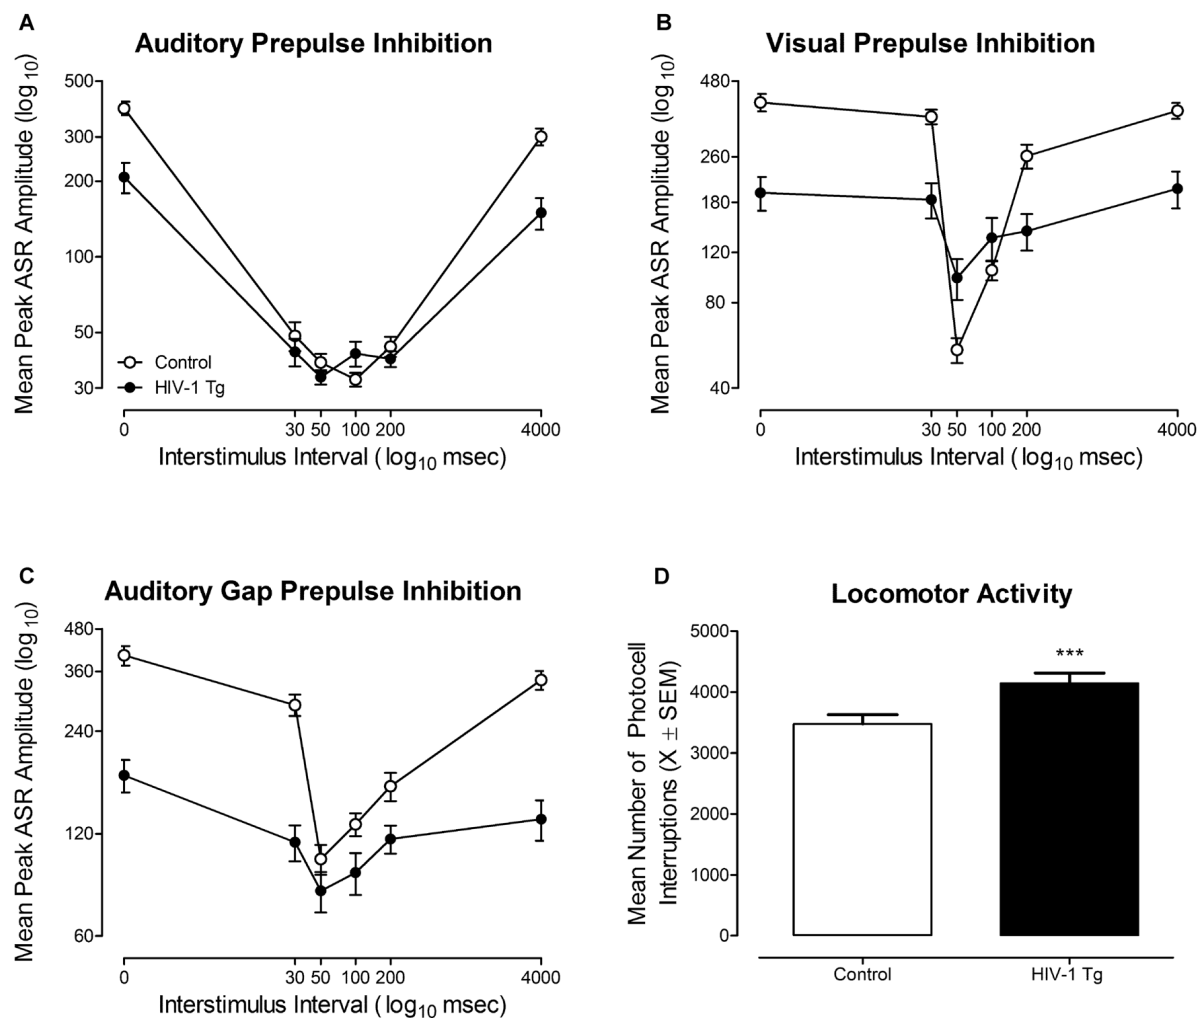 A
Auditory Prepulse Inhibition
Mean Peak ASR Amplitude (log10)
500
300
200
100
50
30
Control
HIV-1 Tg
0 30 50 100 200 4000
Interstimulus Interval (log10 msec)
B
Visual Prepulse Inhibition
Mean Peak ASR Amplitude (log10)
480
260
180
120
80
40
0 30 50 100 200 4000
Interstimulus Interval (log10 msec)
C
Auditory Gap Prepulse Inhibition
Mean Peak ASR Amplitude (log10)
480
360
240
120
60
0 30 50 100 200 4000
Interstimulus Interval (log10 msec)
D
Locomotor Activity
Mean Number of Photocell
Interruptions (X ± SEM)
5000
4000
3000
2000
1000
0
***
Control HIV-1 Tg